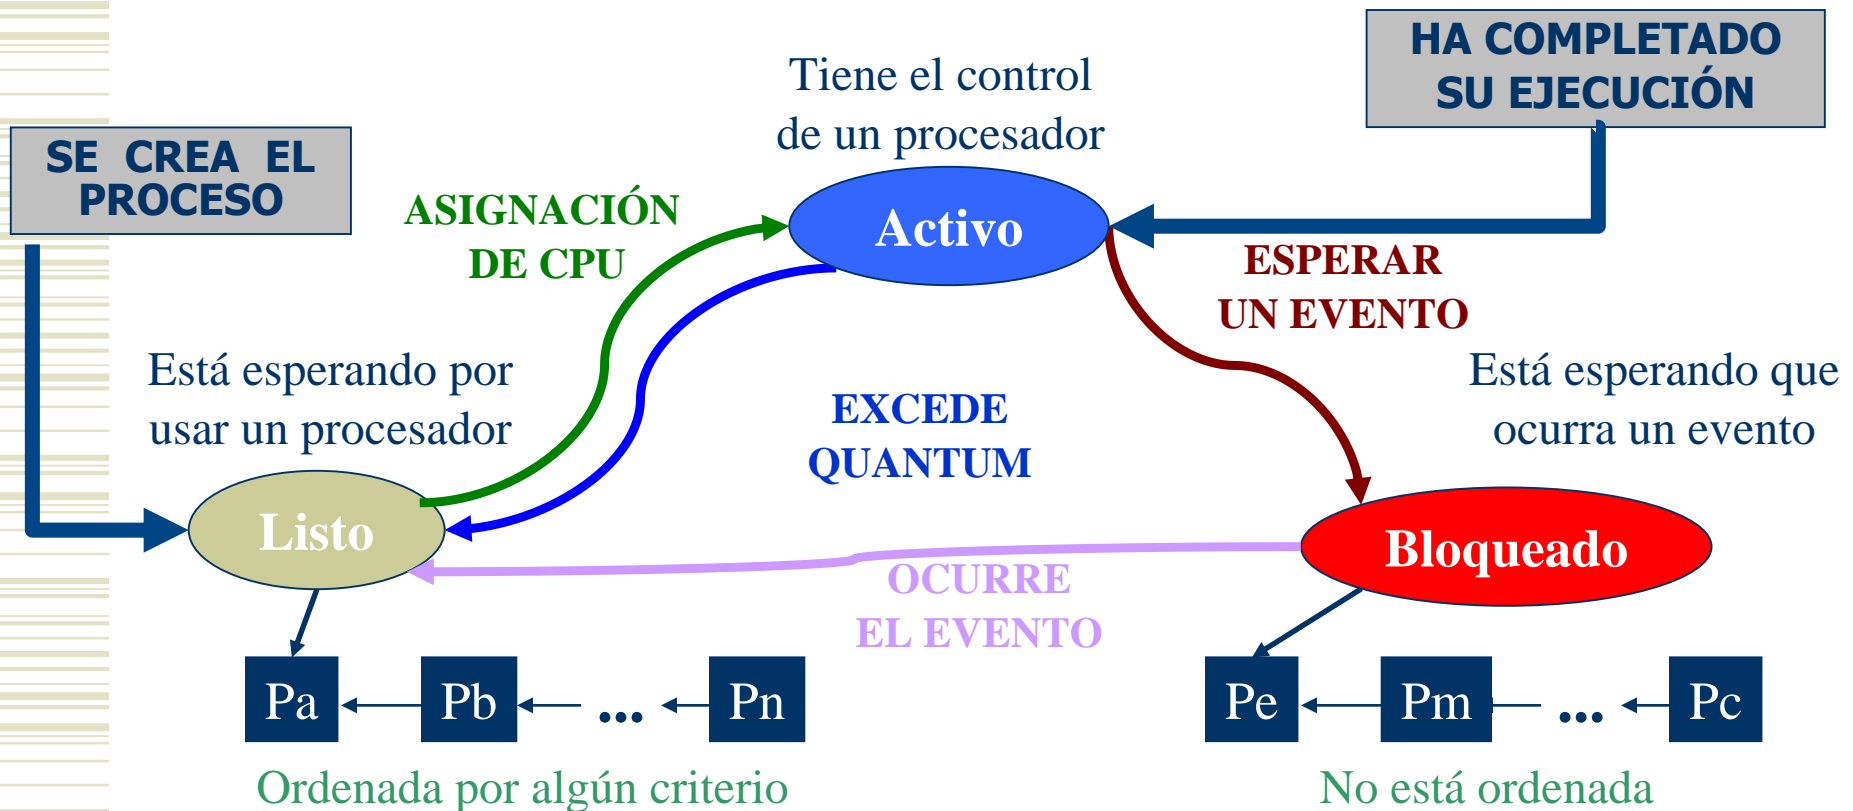 HA COMPLETADO
SU EJECUCIÓN
Tiene el control
de un procesador
SE CREA EL
PROCESO
ASIGNACIÓN
DE CPU
Activo
ESPERAR
UN EVENTO
Está esperando por
usar un procesador
EXCEDE
QUANTUM
Está esperando que
ocurra un evento
Listo
Bloqueado
OCURRE
EL EVENTO
Pa Pb ... Pn
Pe Pm ... Pc
Ordenada por algún criterio
No está ordenada